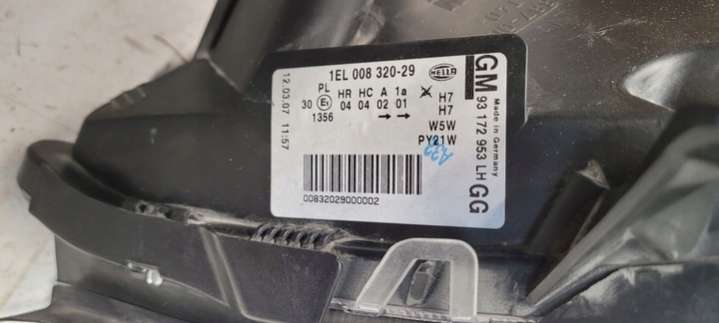 1EL 008 320-29
HELLA
PL
HR HC A 1a
30 E1 04 04 02 01
1356
H7
H7
W5W
PY21W
A33
12.03.07 11:57
00832029000002
GM 93 172 953 LH GG
Made in Germany